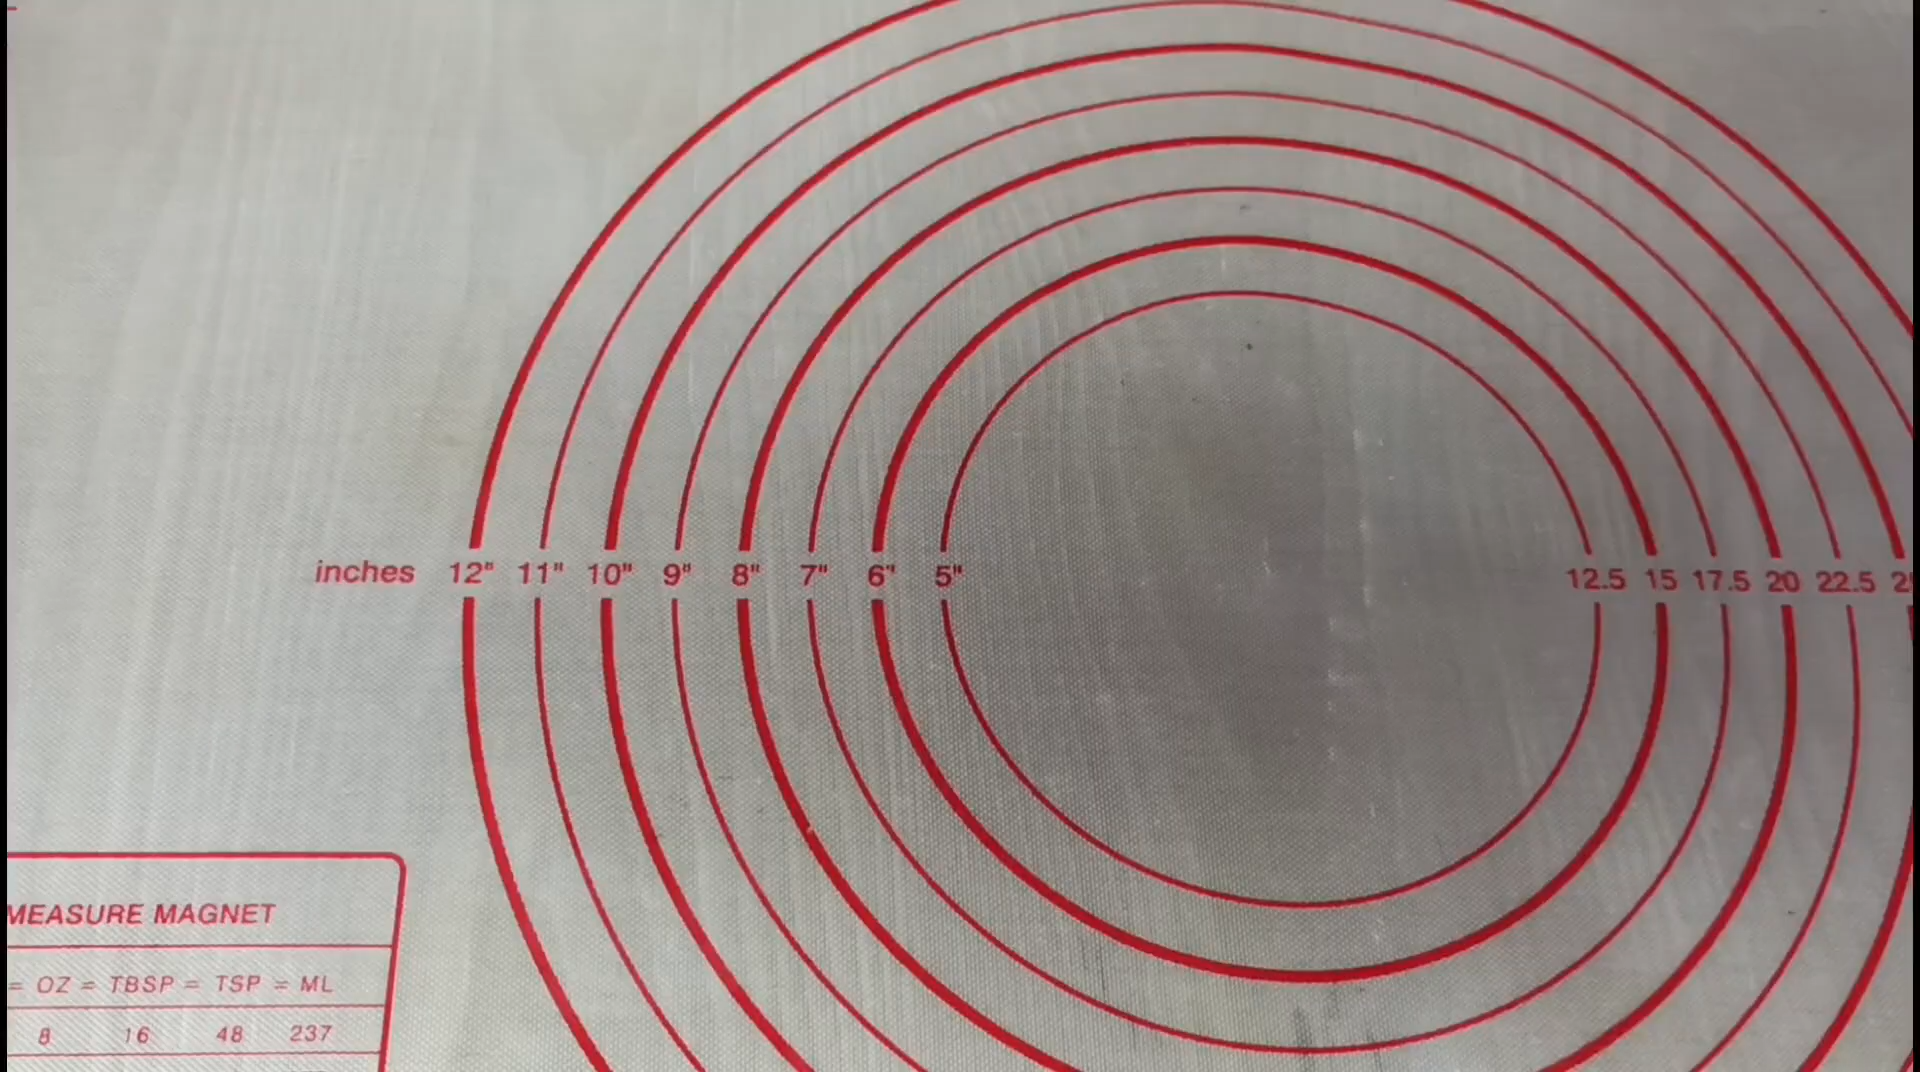 inches 12" 11" 10" 9" 8" 7" 6" 5" 12.5 15 17.5 20 22.5
MEASURE MAGNET
= OZ = TBSP = TSP = ML
8 16 48 237